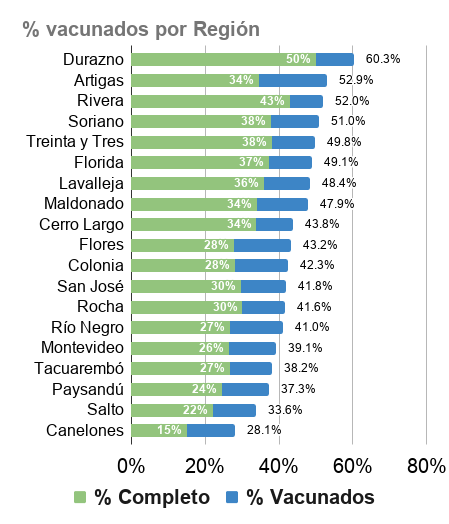 % vacunados por Región
Durazno 50% 60.3%
Artigas 34% 52.9%
Rivera 43% 52.0%
Soriano 38% 51.0%
Treinta y Tres 38% 49.8%
Florida 37% 49.1%
Lavalleja 36% 48.4%
Maldonado 34% 47.9%
Cerro Largo 34% 43.8%
Flores 28% 43.2%
Colonia 28% 42.3%
San José 30% 41.8%
Rocha 30% 41.6%
Río Negro 27% 41.0%
Montevideo 26% 39.1%
Tacuarembó 27% 38.2%
Paysandú 24% 37.3%
Salto 22% 33.6%
Canelones 15% 28.1%
0% 20% 40% 60% 80%
% Completo % Vacunados